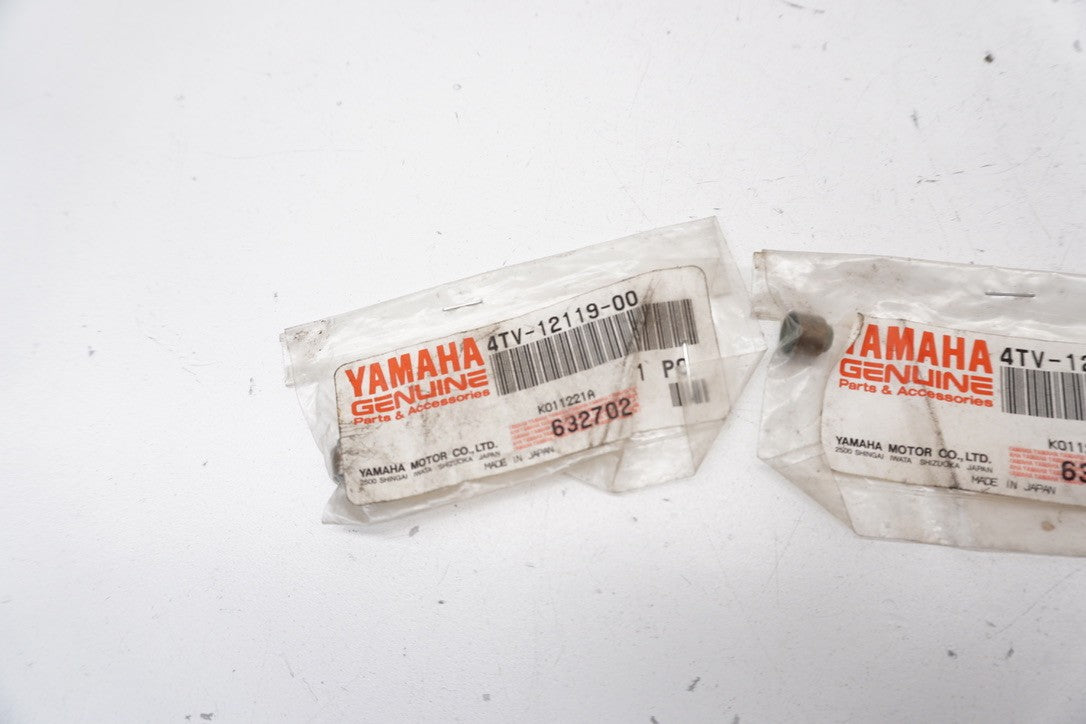 4TV-12119-00
YAMAHA
GENUINE
Parts & Accessories
1 PC
K011221A
632702
YAMAHA MOTOR CO., LTD.
2500 SHINGAI IWATA SHIZUOKA JAPAN
MADE IN JAPAN
YAMAHA
GENUINE
Parts & Accessories
4TV-12
K011
63
YAMAHA MOTOR CO., LTD.
2500 SHINGAI IWATA SHIZUOKA JAPAN
MADE IN JAPAN